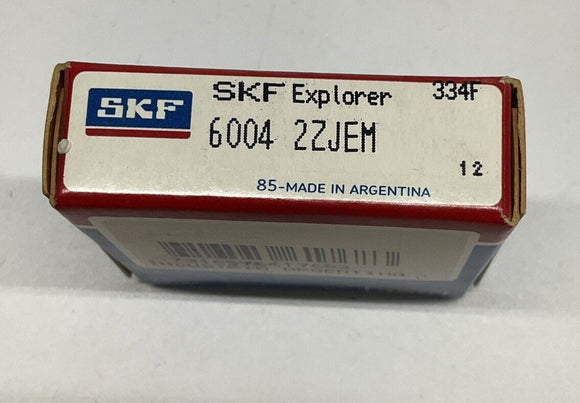 SKF
SKF Explorer 334F
6004 2ZJEM
12
85-MADE IN ARGENTINA